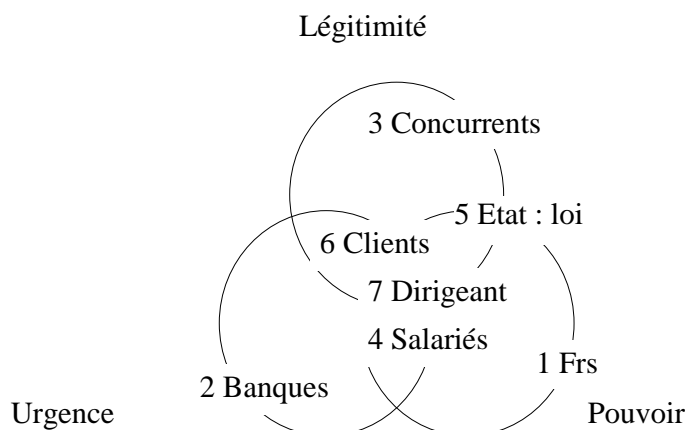 Légitimité
3 Concurrents
5 Etat : loi
6 Clients
7 Dirigeant
4 Salariés
1 Frs
2 Banques
Urgence
Pouvoir